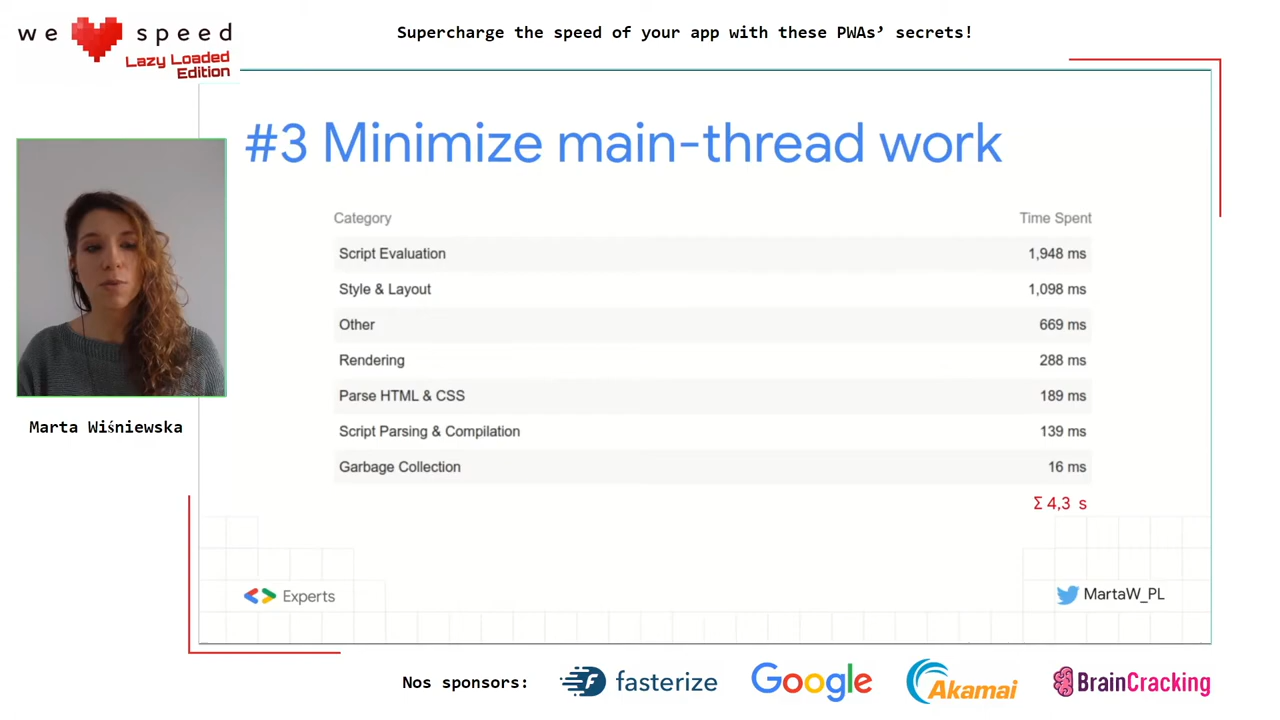 we speed
Lazy Loaded
Edition
Supercharge the speed of your app with these PWAs’ secrets!
#3 Minimize main-thread work
Category Time Spent
Script Evaluation 1,948 ms
Style & Layout 1,098 ms
Other 669 ms
Rendering 288 ms
Parse HTML & CSS 189 ms
Script Parsing & Compilation 139 ms
Garbage Collection 16 ms
Σ 4,3 s
Marta Wiśniewska
<> Experts
MartaW_PL
Nos sponsors:
fasterize
Google
Akamai
BrainCracking